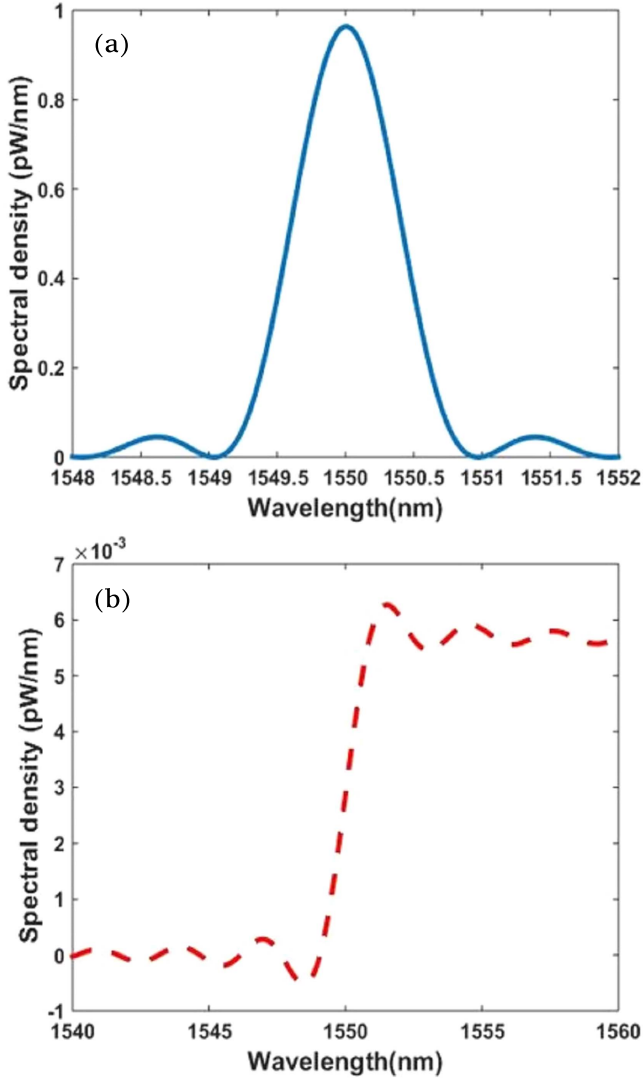 (a)
Spectral density (pW/nm)
1
0.8
0.6
0.4
0.2
0
1548 1548.5 1549 1549.5 1550 1550.5 1551 1551.5 1552
Wavelength(nm)
×10-3
(b)
Spectral density (pW/nm)
7
6
5
4
3
2
1
0
-1
1540 1545 1550 1555 1560
Wavelength(nm)